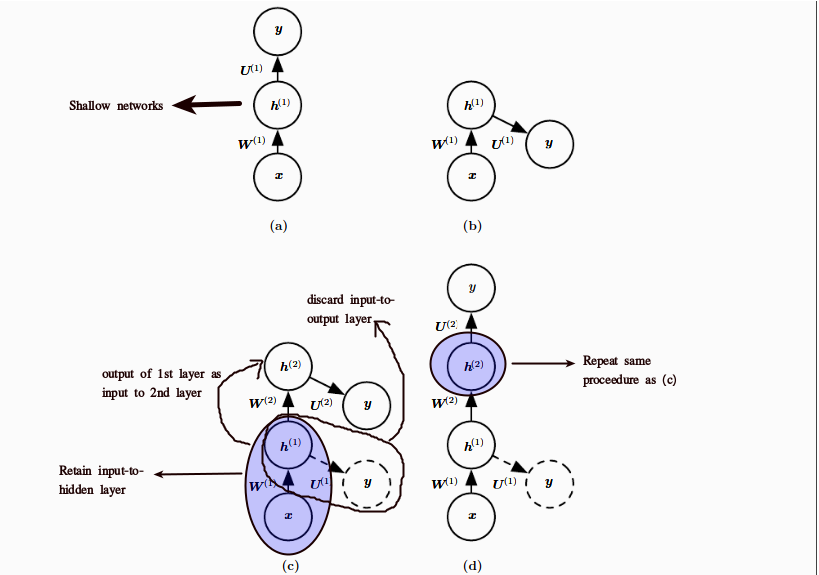 y
U(1)
Shallow networks
h(1)
W(1)
x
(a)
h(1)
W(1)
U(1)
y
x
(b)
discard input-to-
output layer
output of 1st layer as
input to 2nd layer
h(2)
W(2)
U(2)
y
h(1)
Retain input-to-
hidden layer
W(1)
U(1
y
x
(c)
y
U(2)
h(2)
Repeat same
proceedure as (c)
W(2)
h(1)
W(1)
U(1)
y
x
(d)